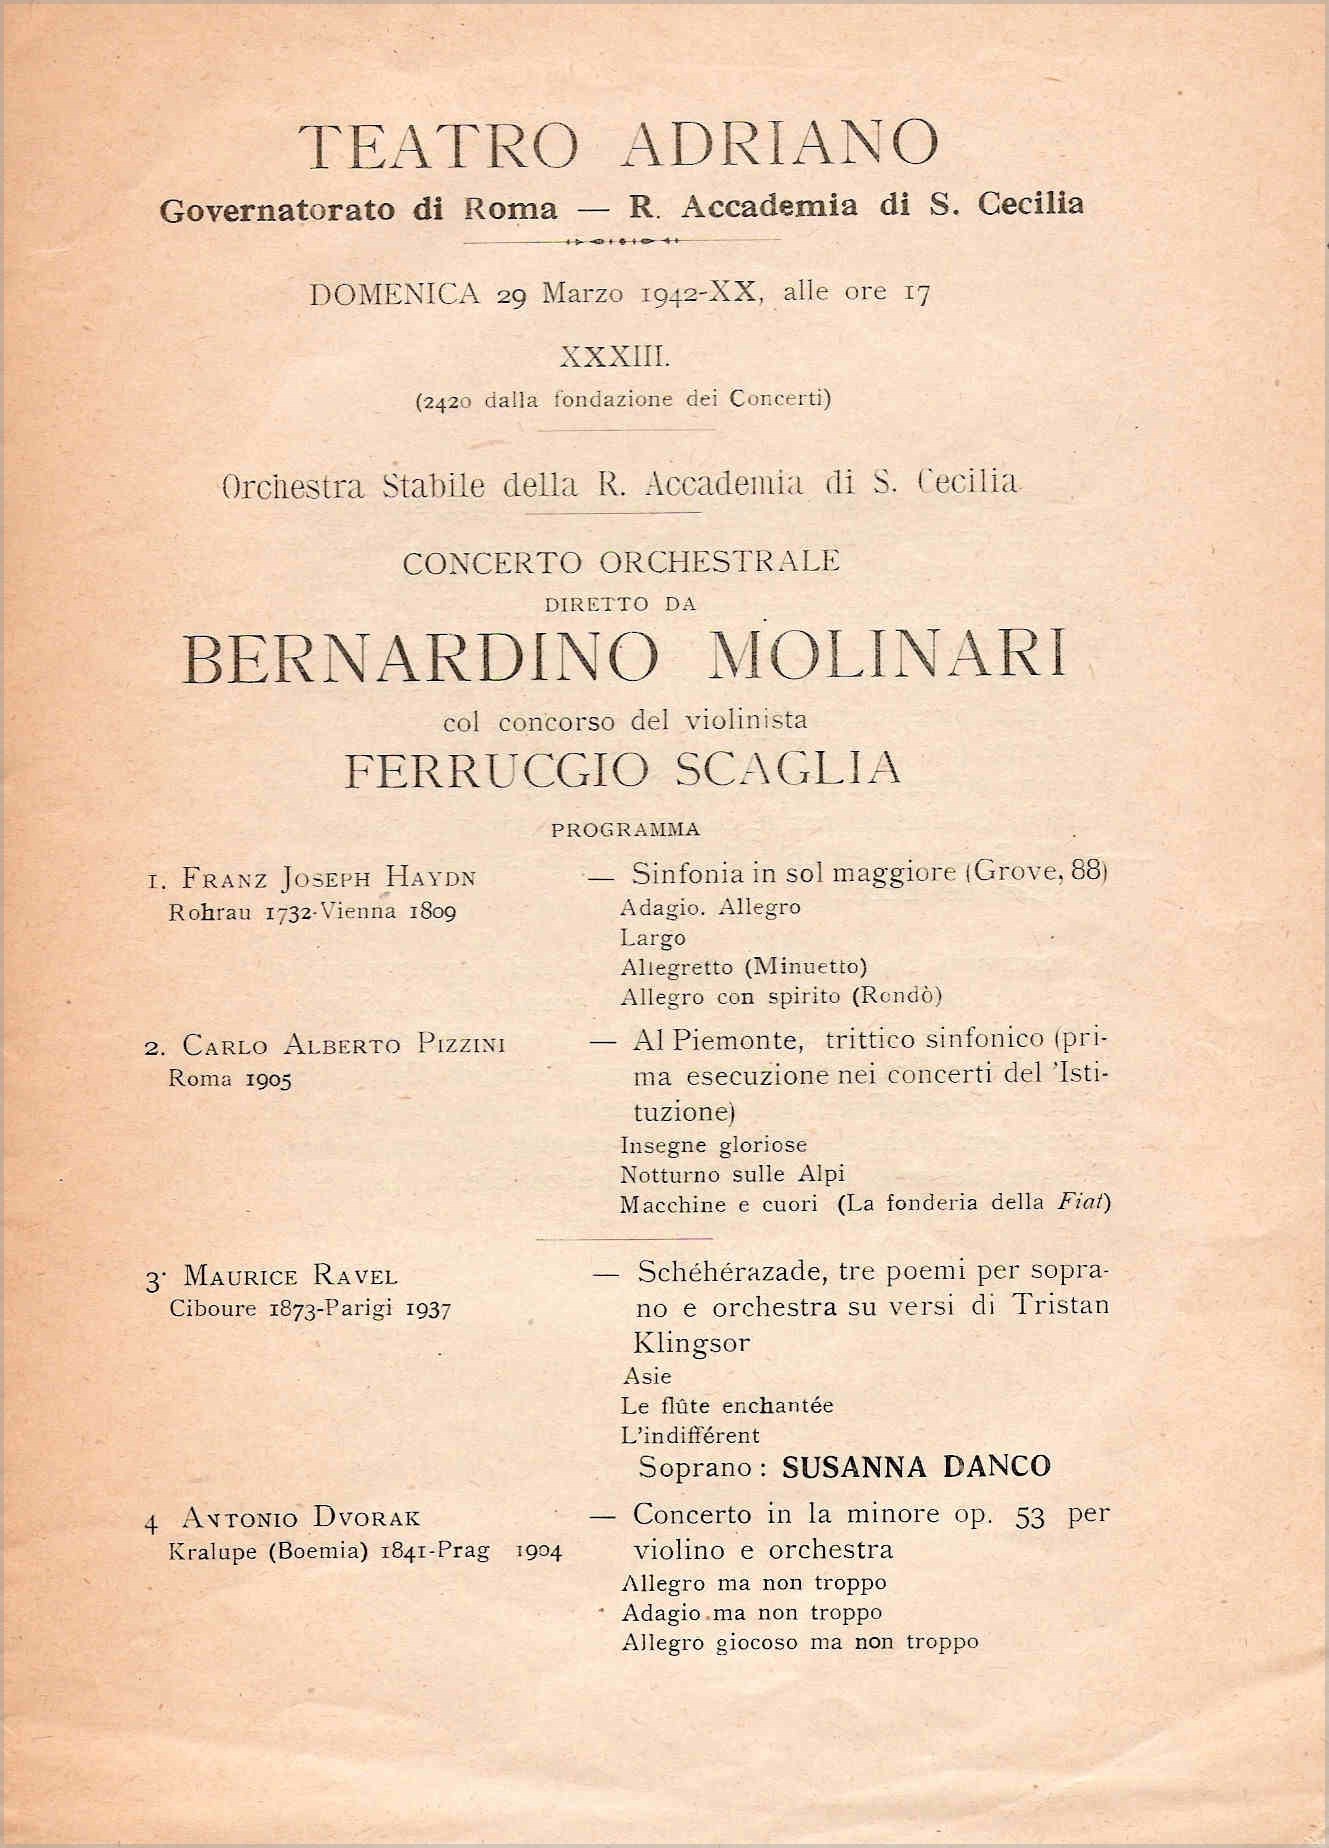 TEATRO ADRIANO
Governatorato di Roma — R. Accademia di S. Cecilia
DOMENICA 29 Marzo 1942-XX, alle ore 17
XXXIII.
(2420 dalla fondazione dei Concerti)
Orchestra Stabile della R. Accademia di S. Cecilia
CONCERTO ORCHESTRALE
DIRETTO DA
BERNARDINO MOLINARI
col concorso del violinista
FERRUCGIO SCAGLIA
PROGRAMMA
1. FRANZ JOSEPH HAYDN — Sinfonia in sol maggiore (Grove, 88)
Rohrau 1732-Vienna 1809 Adagio. Allegro
Largo
Allegretto (Minuetto)
Allegro con spirito (Rondò)
2. CARLO ALBERTO PIZZINI — Al Piemonte, trittico sinfonico (pri-
Roma 1905 ma esecuzione nei concerti del 'Isti-
tuzione)
Insegne gloriose
Notturno sulle Alpi
Macchine e cuori (La fonderia della Fiat)
3. MAURICE RAVEL — Schéhérazade, tre poemi per sopra-
Ciboure 1873-Parigi 1937 no e orchestra su versi di Tristan
Klingsor
Asie
Le flûte enchantée
L'indifférent
Soprano : SUSANNA DANCO
4 ANTONIO DVORAK — Concerto in la minore op. 53 per
Kralupe (Boemia) 1841-Prag 1904 violino e orchestra
Allegro ma non troppo
Adagio ma non troppo
Allegro giocoso ma non troppo